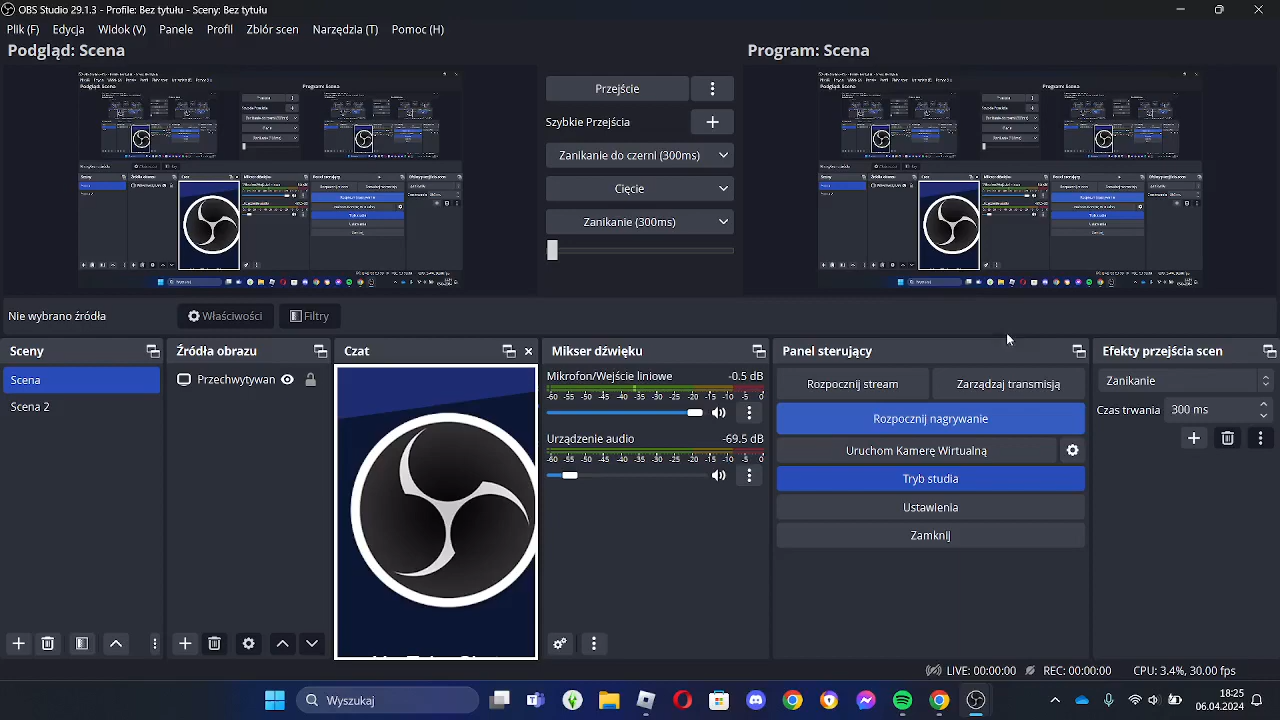 OBS Studio 29.1.3 - Profile: Bez tytułu - Sceny: Bez tytułu
Plik (F) Edycja Widok (V) Panele Profil Zbiór scen Narzędzia (T) Pomoc (H)
Podgląd: Scena
Program: Scena
Przejście
Szybkie Przejścia
Zanikanie do czerni (300ms)
Cięcie
Zanikanie (300ms)
Nie wybrano źródła
Właściwości
Filtry
Sceny
Scena
Scena 2
Źródła obrazu
Przechwytywan
Czat
Mikser dźwięku
Mikrofon/Wejście liniowe -0.5 dB
-60 -55 -50 -45 -40 -35 -30 -25 -20 -15 -10 -5 0
Urządzenie audio -69.5 dB
-60 -55 -50 -45 -40 -35 -30 -25 -20 -15 -10 -5 0
Panel sterujący
Rozpocznij stream
Zarządzaj transmisją
Rozpocznij nagrywanie
Uruchom Kamerę Wirtualną
Tryb studia
Ustawienia
Zamknij
Efekty przejścia scen
Zanikanie
Czas trwania 300 ms
LIVE: 00:00:00 REC: 00:00:00 CPU: 3.4%, 30.00 fps
Wyszukaj
18:25
06.04.2024